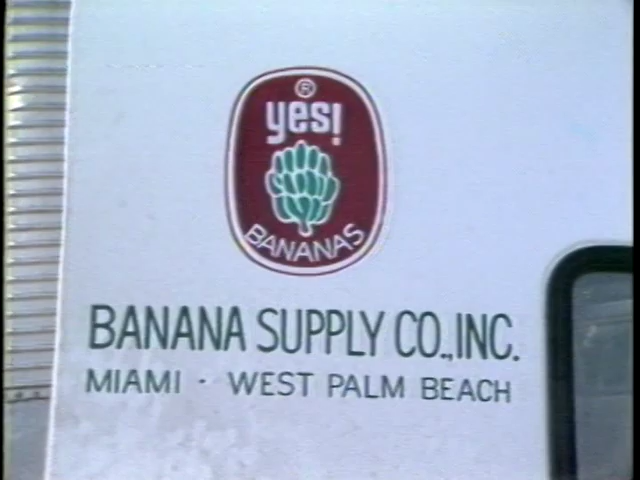 ®
yes!
BANANAS
BANANA SUPPLY CO., INC.
MIAMI · WEST PALM BEACH